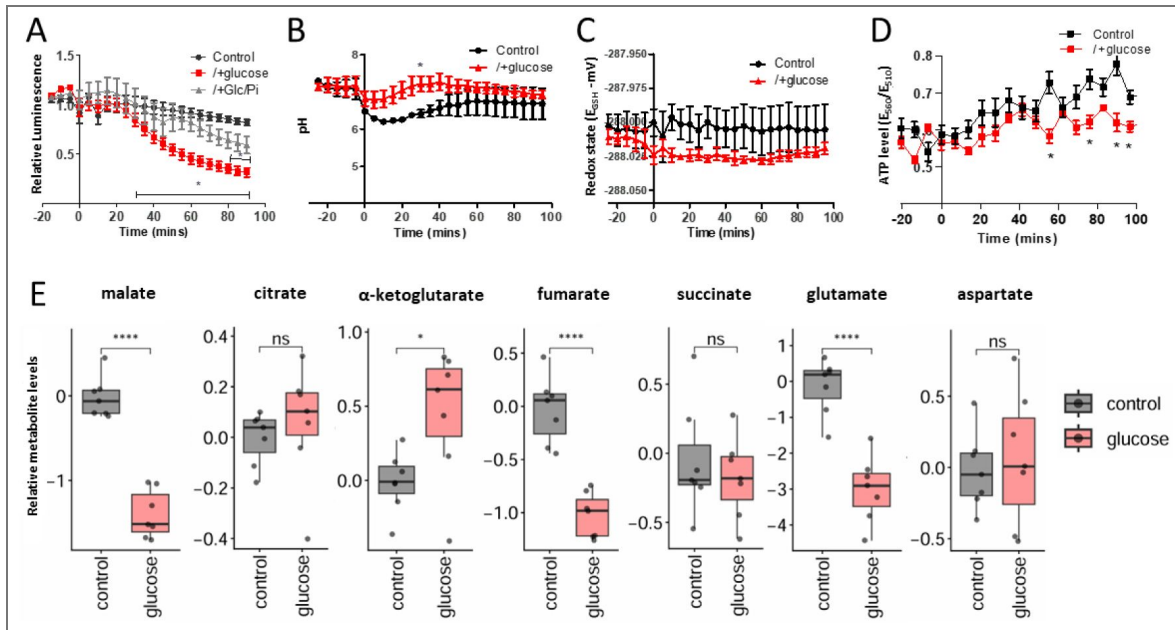 A
Relative Luminescence
1.5
1.0
0.5
-20 0 20 40 60 80 100
Time (mins)
Control
/+glucose
/+Glc/Pi
*
B
pH
8
6
5
-20 0 20 40 60 80 100
Time (mins)
Control
/+glucose
*
C
Redox state (EGSH - mV)
-287.950
-287.975
-288.000
-288.025
-288.050
-20 0 20 40 60 80 100
Time (mins)
Control
/+glucose
D
ATP level (E560/E510)
0.8
0.7
0.6
0.5
-20 0 20 40 60 80 100
Time (mins)
Control
/+glucose
* * * *
E
malate citrate α-ketoglutarate fumarate succinate glutamate aspartate
Relative metabolite levels
**** ns * **** ns **** ns
0
−1
0.4
0.2
0.0
−0.2
−0.4
1.0
0.5
0.0
0.5
0.0
−0.5
−1.0
0.5
0.0
−0.5
1
0
−1
−2
−3
−4
0.5
0.0
−0.5
control glucose control glucose control glucose control glucose control glucose control glucose control glucose
control
glucose